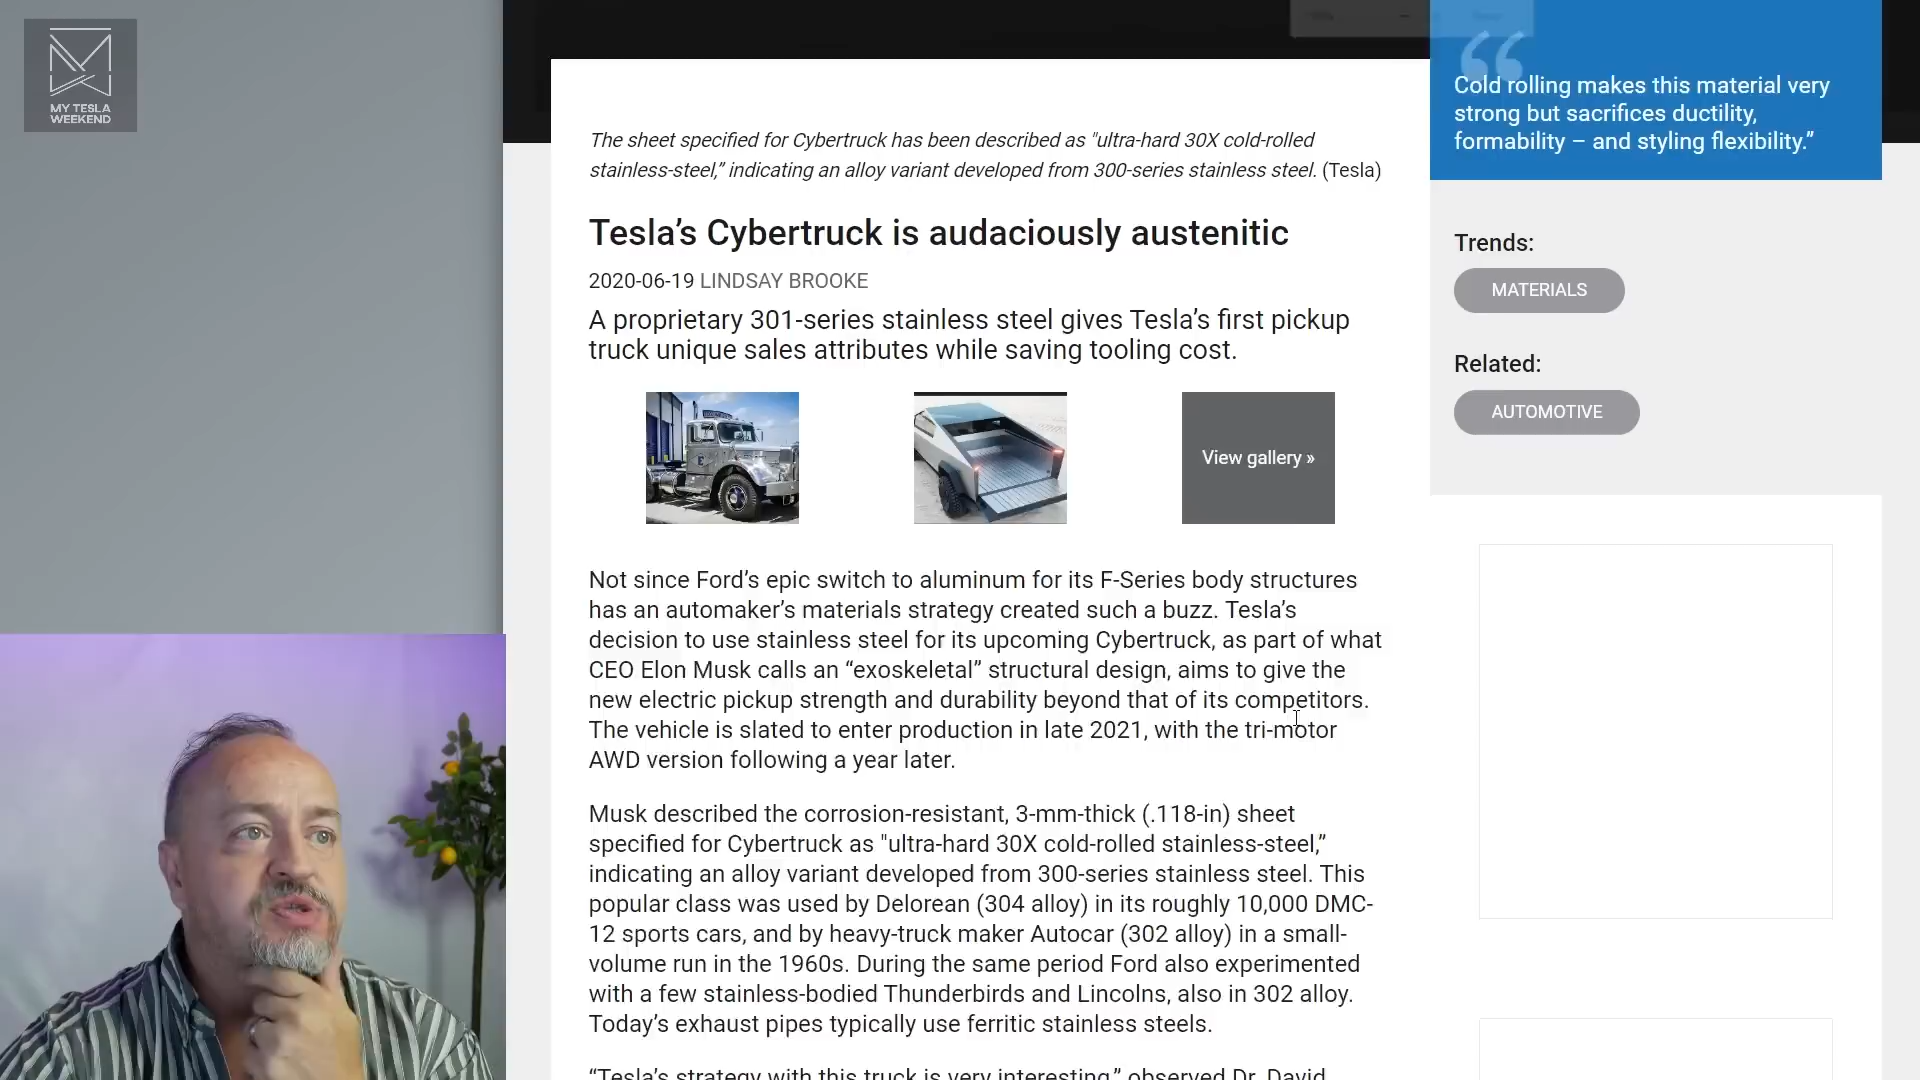 MY TESLA
WEEKEND
The sheet specified for Cybertruck has been described as "ultra-hard 30X cold-rolled
stainless-steel,” indicating an alloy variant developed from 300-series stainless steel. (Tesla)
Tesla’s Cybertruck is audaciously austenitic
2020-06-19 LINDSAY BROOKE
A proprietary 301-series stainless steel gives Tesla’s first pickup
truck unique sales attributes while saving tooling cost.
View gallery »
Not since Ford’s epic switch to aluminum for its F-Series body structures
has an automaker’s materials strategy created such a buzz. Tesla’s
decision to use stainless steel for its upcoming Cybertruck, as part of what
CEO Elon Musk calls an “exoskeletal” structural design, aims to give the
new electric pickup strength and durability beyond that of its competitors.
The vehicle is slated to enter production in late 2021, with the tri-motor
AWD version following a year later.
Musk described the corrosion-resistant, 3-mm-thick (.118-in) sheet
specified for Cybertruck as "ultra-hard 30X cold-rolled stainless-steel,”
indicating an alloy variant developed from 300-series stainless steel. This
popular class was used by Delorean (304 alloy) in its roughly 10,000 DMC-
12 sports cars, and by heavy-truck maker Autocar (302 alloy) in a small-
volume run in the 1960s. During the same period Ford also experimented
with a few stainless-bodied Thunderbirds and Lincolns, also in 302 alloy.
Today’s exhaust pipes typically use ferritic stainless steels.
“Tesla’s strategy with this truck is very interesting,” observed Dr. David
“
Cold rolling makes this material very
strong but sacrifices ductility,
formability – and styling flexibility.”
Trends:
MATERIALS
Related:
AUTOMOTIVE